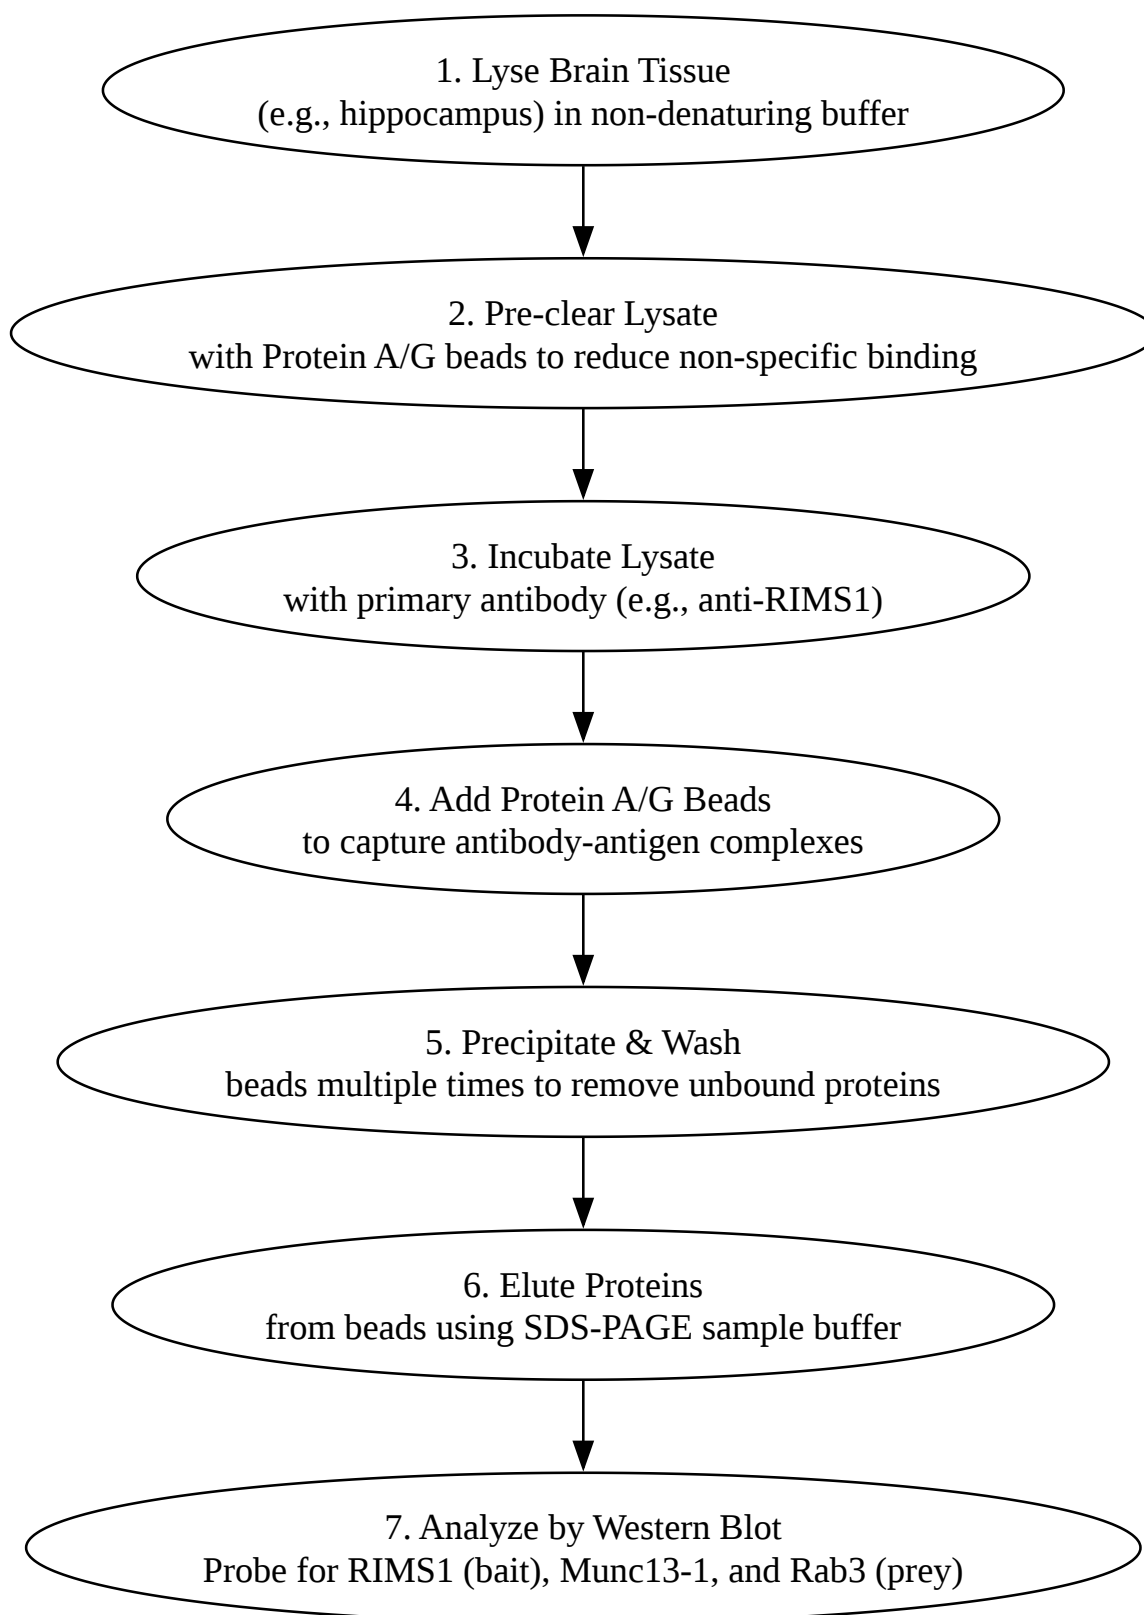 1. Lyse Brain Tissue
(e.g., hippocampus) in non-denaturing buffer
2. Pre-clear Lysate
with Protein A/G beads to reduce non-specific binding
3. Incubate Lysate
with primary antibody (e.g., anti-RIMS1)
4. Add Protein A/G Beads
to capture antibody-antigen complexes
5. Precipitate & Wash
beads multiple times to remove unbound proteins
6. Elute Proteins
from beads using SDS-PAGE sample buffer
7. Analyze by Western Blot
Probe for RIMS1 (bait), Munc13-1, and Rab3 (prey)